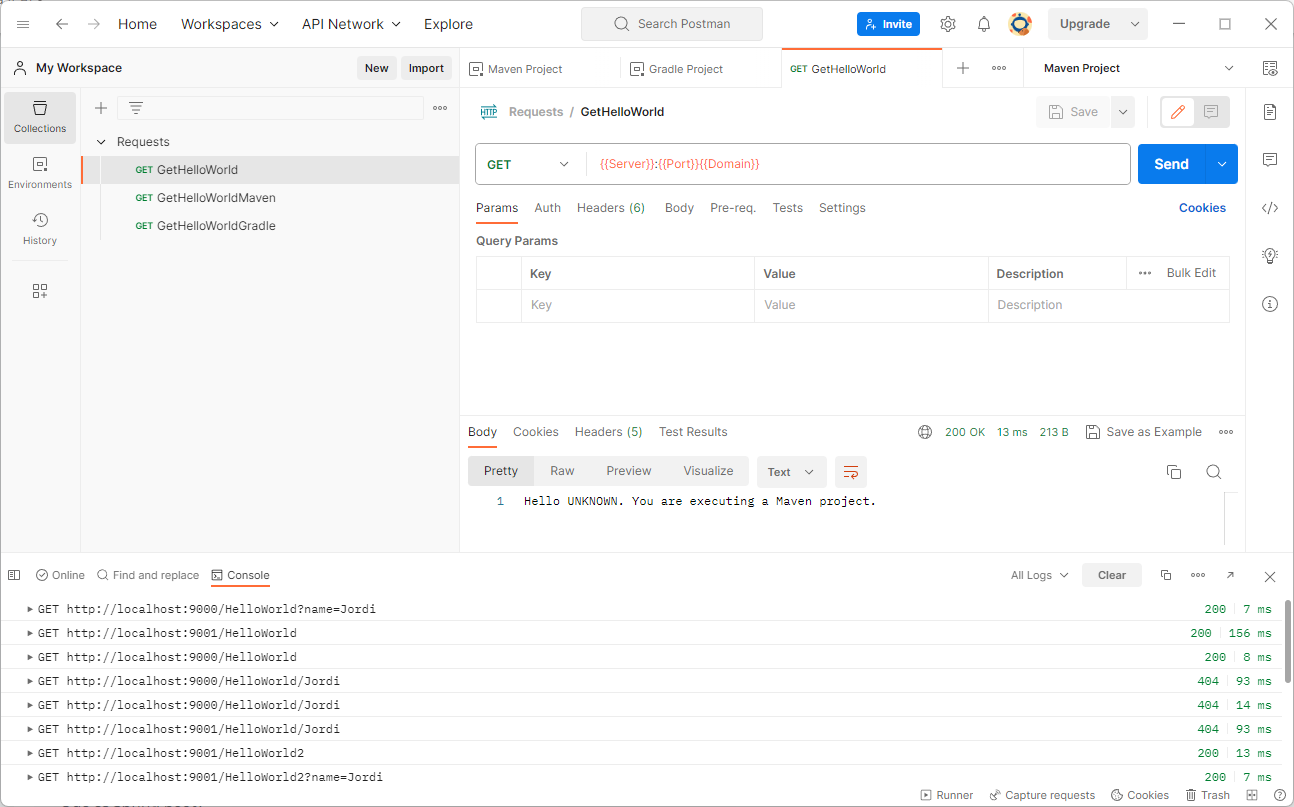 Home Workspaces API Network Explore Search Postman Invite Upgrade
My Workspace New Import Maven Project Gradle Project GET GetHelloWorld Maven Project
Collections
Environments
History
Requests
GET GetHelloWorld
GET GetHelloWorldMaven
GET GetHelloWorldGradle
HTTP Requests / GetHelloWorld Save
GET {{Server}}:{{Port}}{{Domain}} Send
Params Auth Headers (6) Body Pre-req. Tests Settings Cookies
Query Params
Key Value Description Bulk Edit
Key Value Description
Body Cookies Headers (5) Test Results 200 OK 13 ms 213 B Save as Example
Pretty Raw Preview Visualize Text
1 Hello UNKNOWN. You are executing a Maven project.
Online Find and replace Console All Logs Clear
GET http://localhost:9000/HelloWorld?name=Jordi 200 7 ms
GET http://localhost:9001/HelloWorld 200 156 ms
GET http://localhost:9000/HelloWorld 200 8 ms
GET http://localhost:9000/HelloWorld/Jordi 404 93 ms
GET http://localhost:9000/HelloWorld/Jordi 404 14 ms
GET http://localhost:9001/HelloWorld/Jordi 404 93 ms
GET http://localhost:9001/HelloWorld2 200 13 ms
GET http://localhost:9001/HelloWorld2?name=Jordi 200 7 ms
Runner Capture requests Cookies Trash